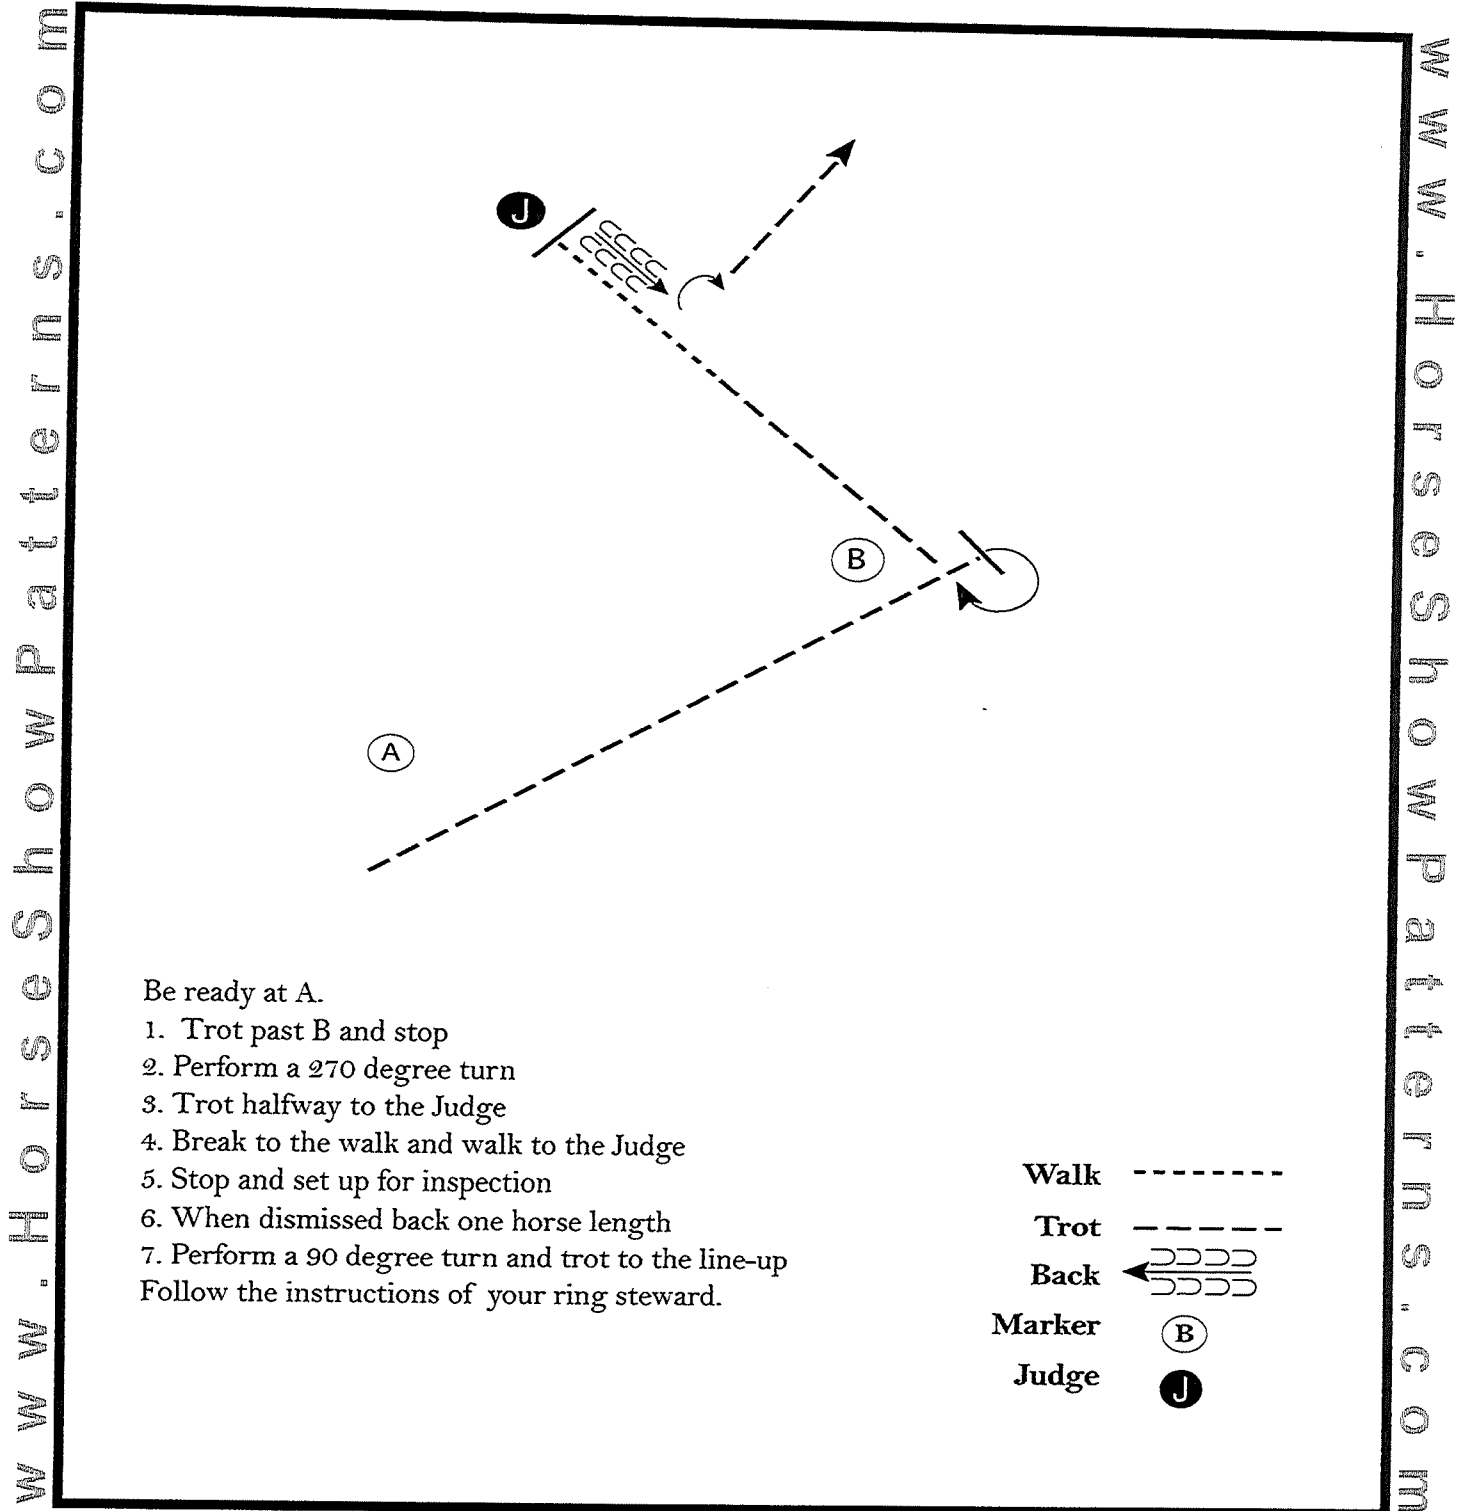 www.HorseShowPatterns.com
www.HorseShowPatterns.com
J
B
A
Be ready at A.
1. Trot past B and stop
2. Perform a 270 degree turn
3. Trot halfway to the Judge
4. Break to the walk and walk to the Judge
5. Stop and set up for inspection
6. When dismissed back one horse length
7. Perform a 90 degree turn and trot to the line-up
Follow the instructions of your ring steward.
Walk
Trot
Back
Marker B
Judge J